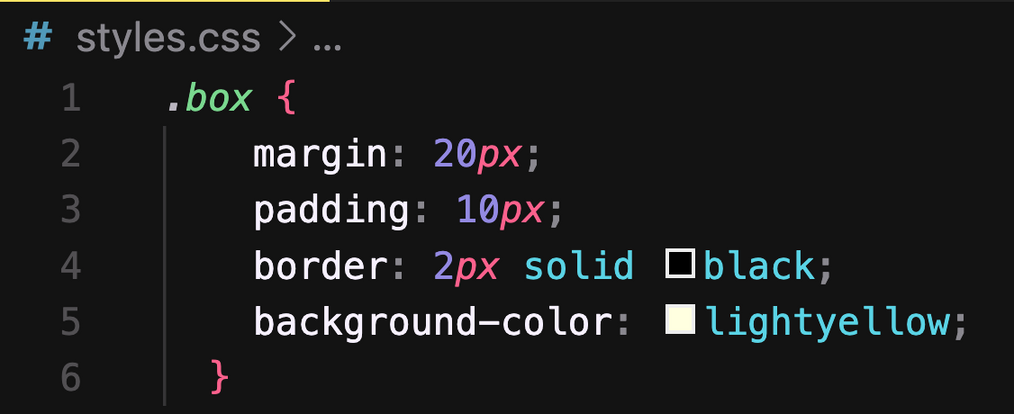 # styles.css > ...
1 .box {
2 margin: 20px;
3 padding: 10px;
4 border: 2px solid black;
5 background-color: lightyellow;
6 }